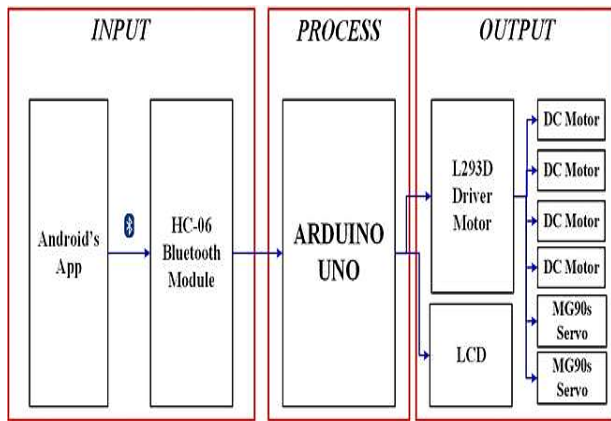 INPUT
PROCESS
OUTPUT
Android's
App
HC-06
Bluetooth
Module
ARDUINO
UNO
L293D
Driver
Motor
LCD
DC Motor
DC Motor
DC Motor
DC Motor
MG90s
Servo
MG90s
Servo